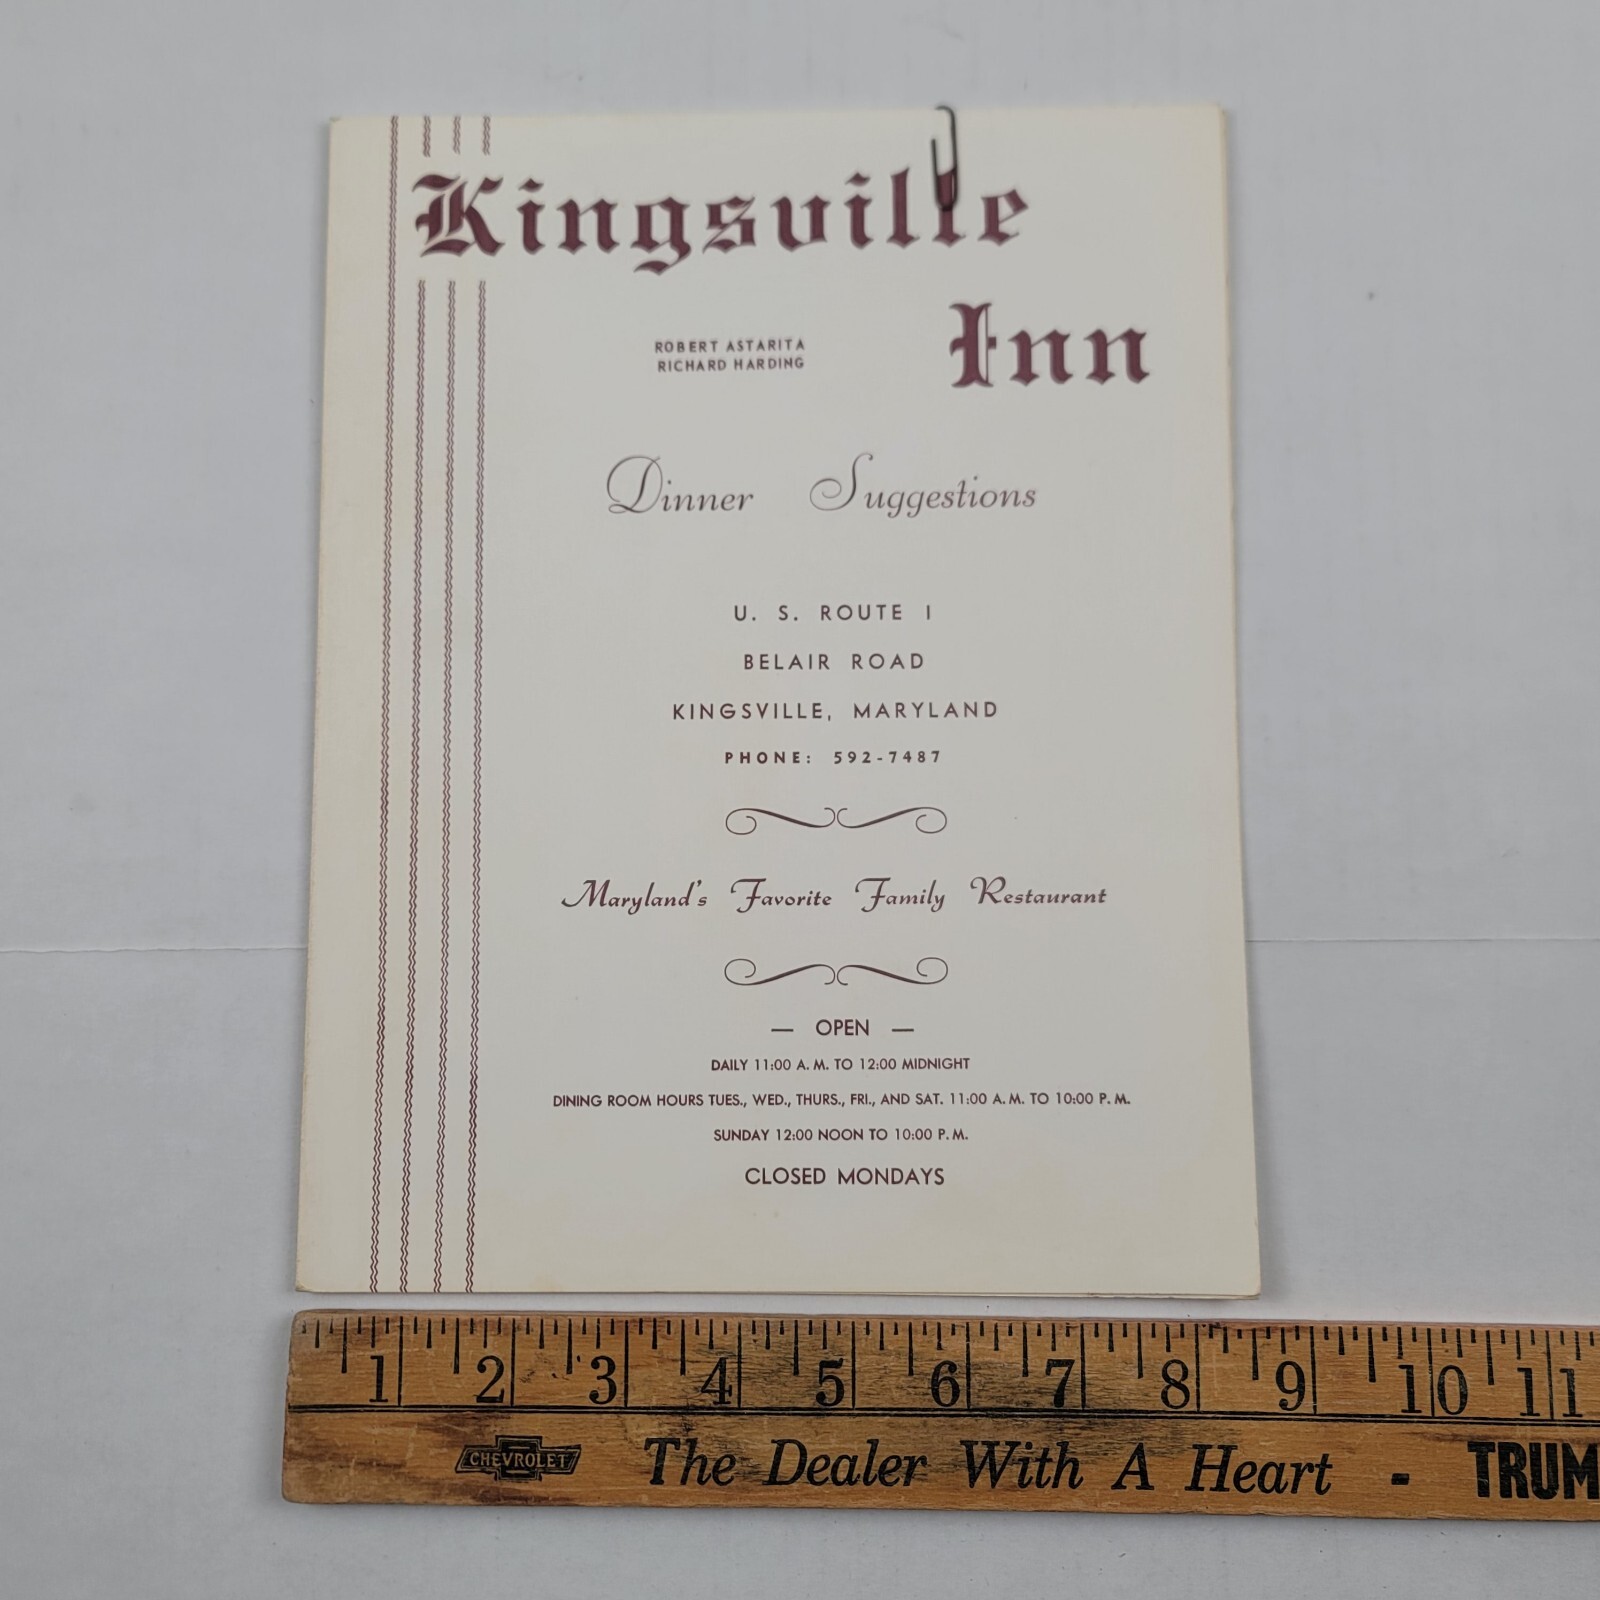 Kingsville
Inn
ROBERT ASTARITA
RICHARD HARDING
Dinner Suggestions
U. S. ROUTE 1
BELAIR ROAD
KINGSVILLE, MARYLAND
PHONE: 592-7487
Maryland's Favorite Family Restaurant
— OPEN —
DAILY 11:00 A. M. TO 12:00 MIDNIGHT
DINING ROOM HOURS TUES., WED., THURS., FRI., AND SAT. 11:00 A. M. TO 10:00 P. M.
SUNDAY 12:00 NOON TO 10:00 P. M.
CLOSED MONDAYS
1 2 3 4 5 6 7 8 9 10 11
CHEVROLET The Dealer With A Heart - TRUM